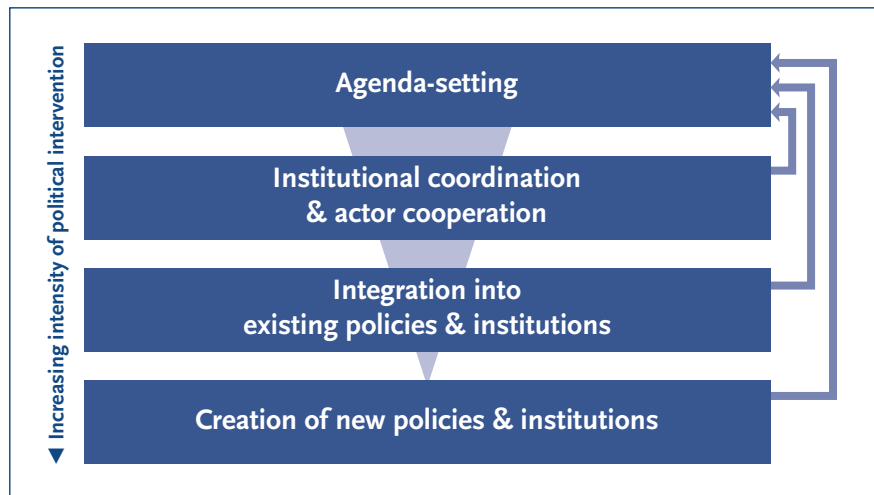 Increasing intensity of political intervention
Agenda-setting
Institutional coordination
& actor cooperation
Integration into
existing policies & institutions
Creation of new policies & institutions